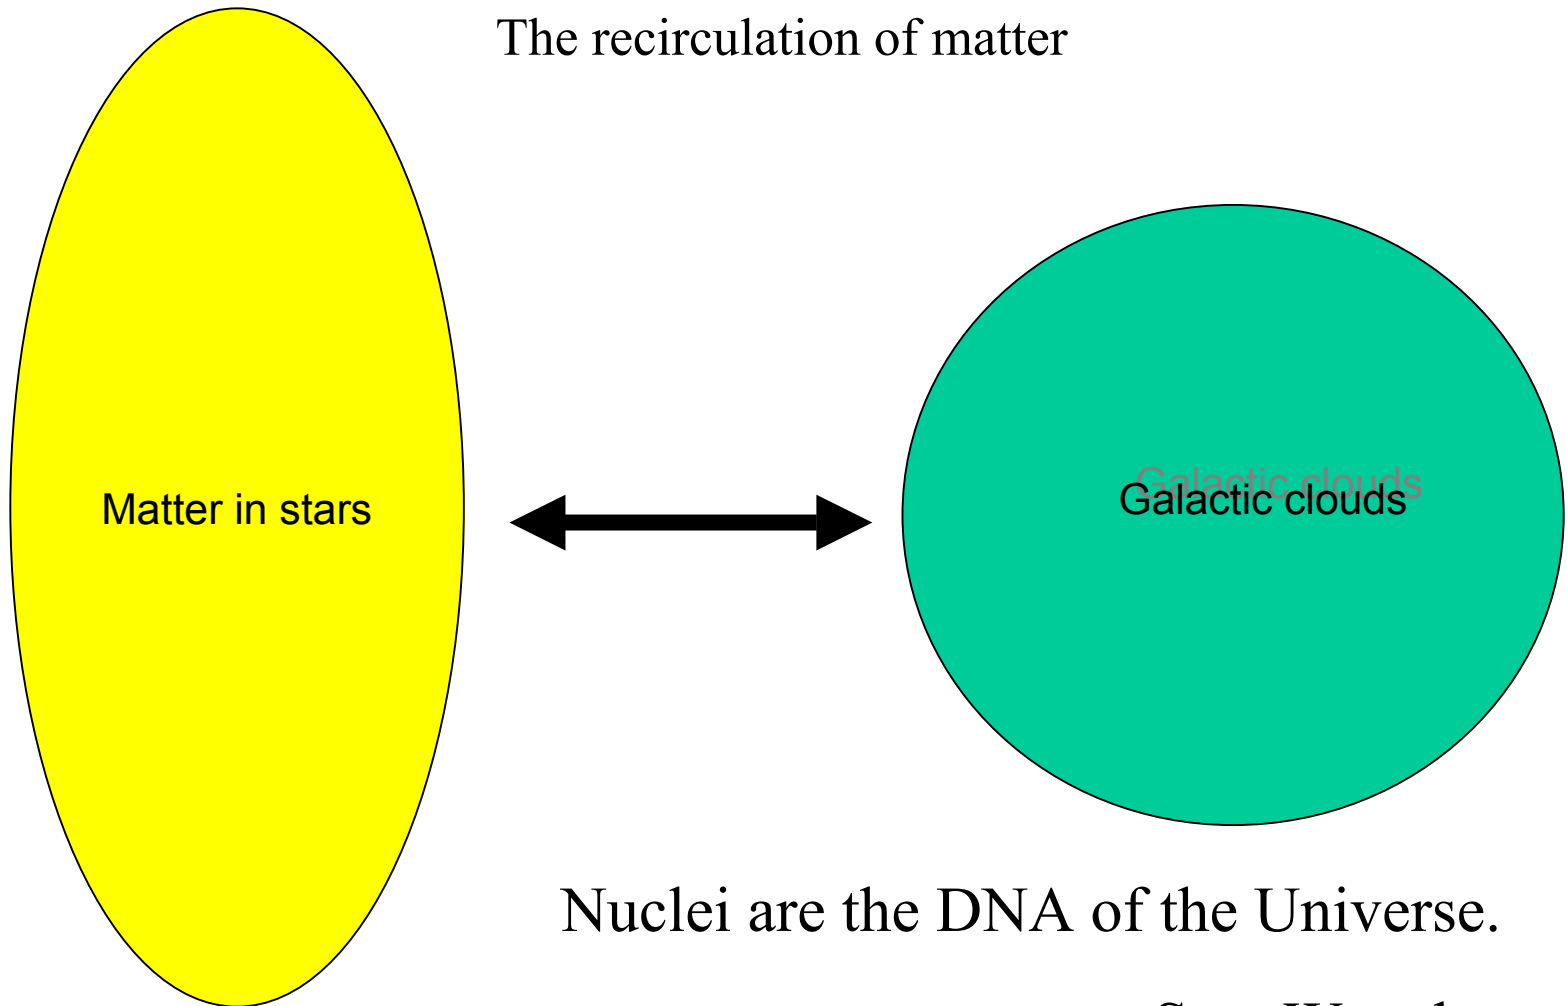 The recirculation of matter
Matter in stars
Galactic clouds
Galactic clouds
Nuclei are the DNA of the Universe.